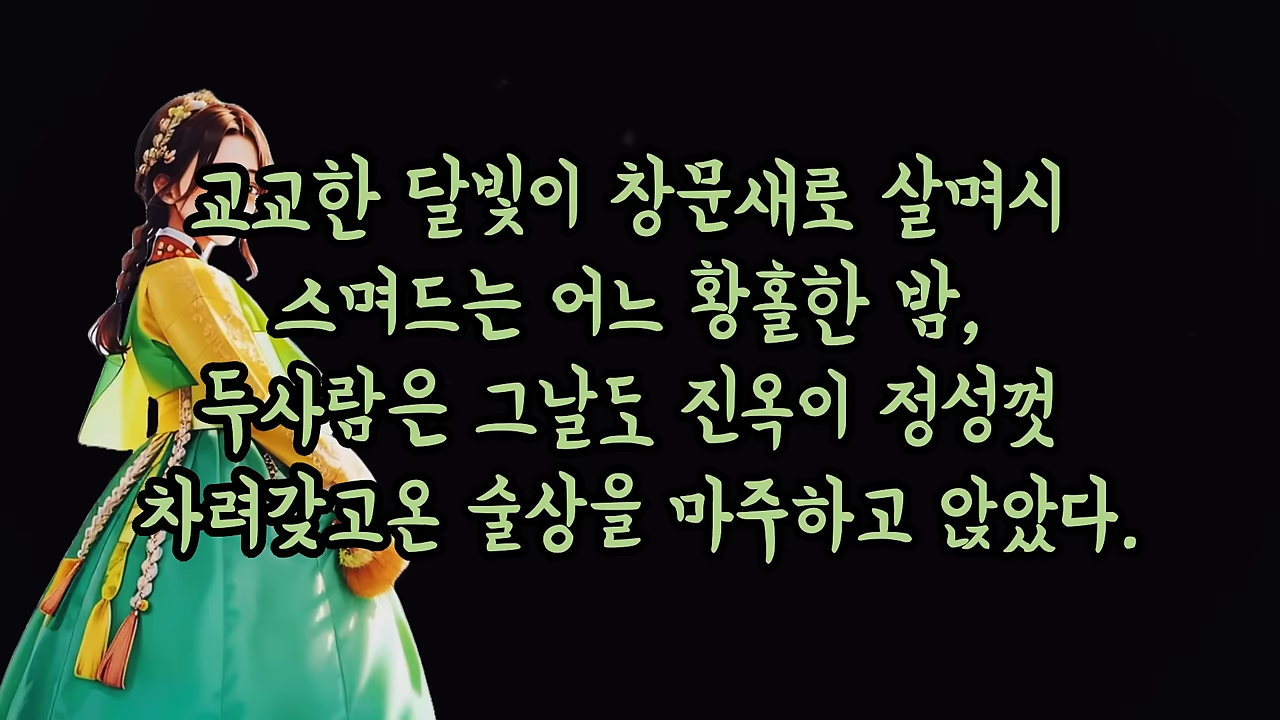 교교한 달빛이 창문새로 살며시
스며드는 어느 황홀한 밤,
두사람은 그날도 진옥이 정성껏
차려갖고온 술상을 마주하고 앉았다.